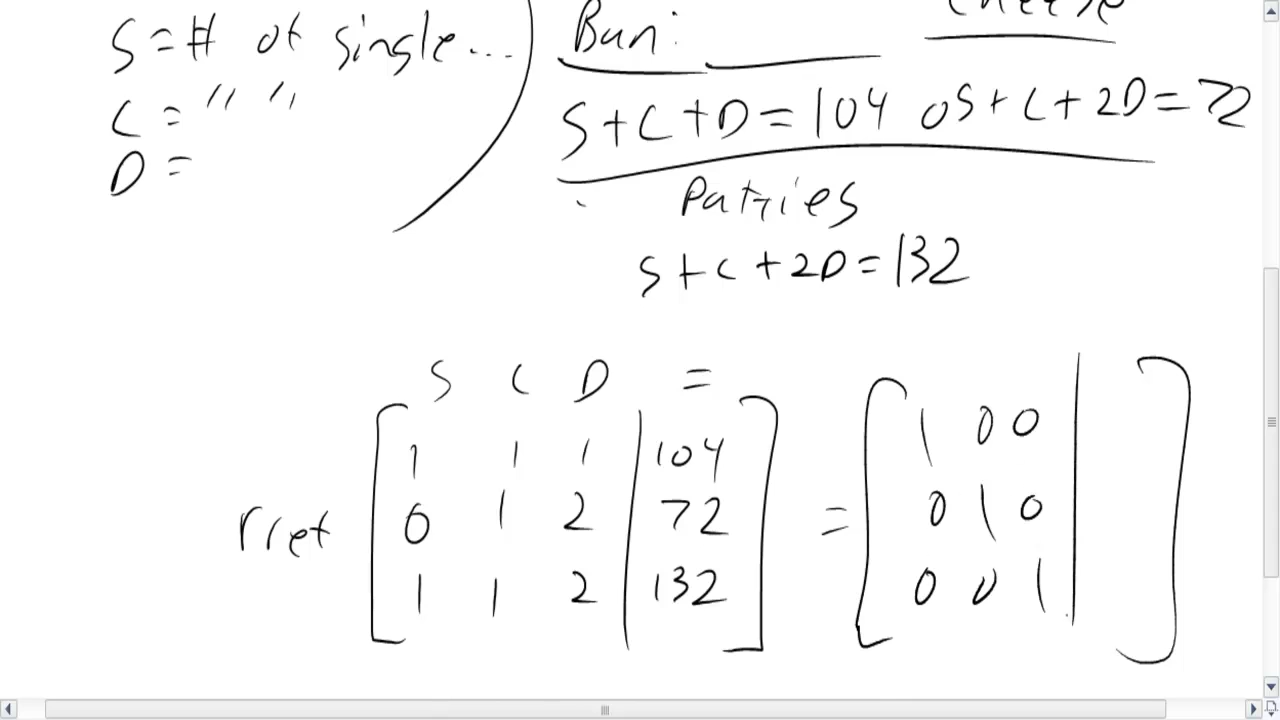 S = # of single...
C = " "
D =
Cheese
Bun:
S + C + D = 104
0S + C + 2D = 72
Patties
S + C + 2D = 132
S C D =
rref [ 1 1 1 | 104 ] = [ 1 0 0 | ]
0 1 2 | 72 0 1 0 |
1 1 2 | 132 0 0 1 |